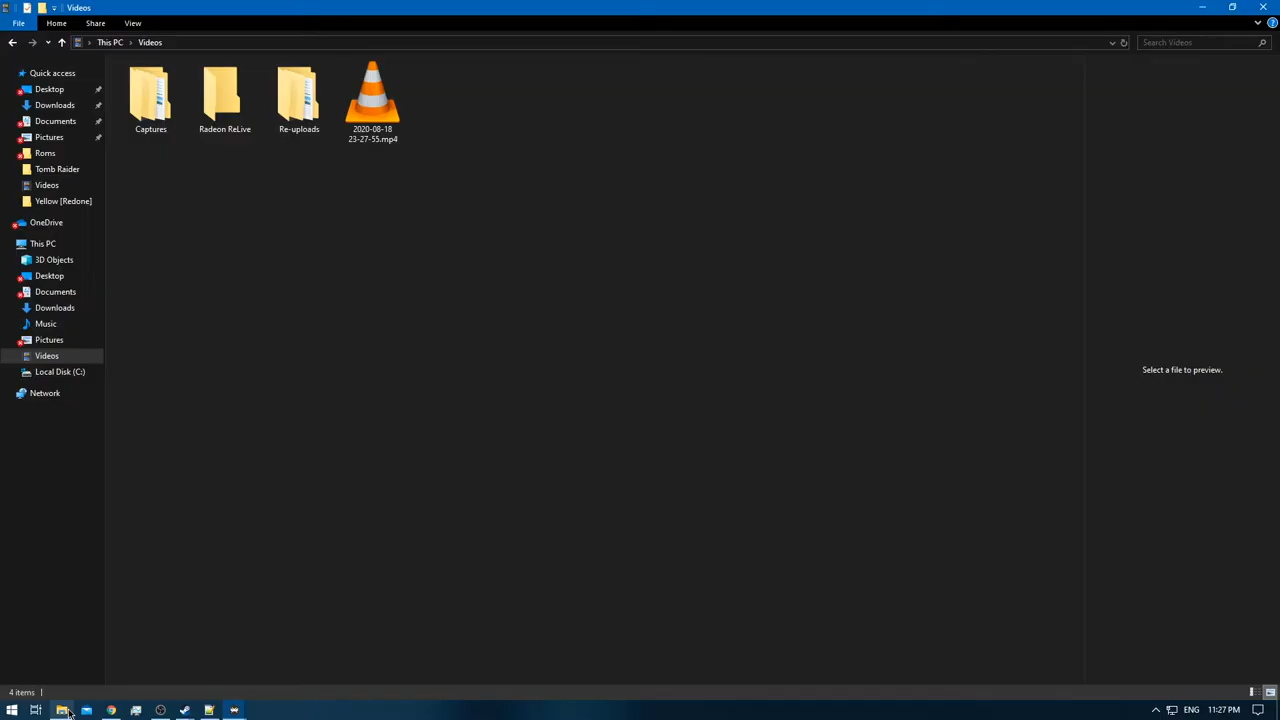 Videos
File
Home
Share
View
This PC
Videos
Search Videos
Quick access
Desktop
Downloads
Documents
Pictures
Roms
Tomb Raider
Videos
Yellow [Redone]
OneDrive
This PC
3D Objects
Desktop
Documents
Downloads
Music
Pictures
Videos
Local Disk (C:)
Network
Captures
Radeon ReLive
Re-uploads
2020-08-18
23-27-55.mp4
Select a file to preview.
4 items
ENG
11:27 PM